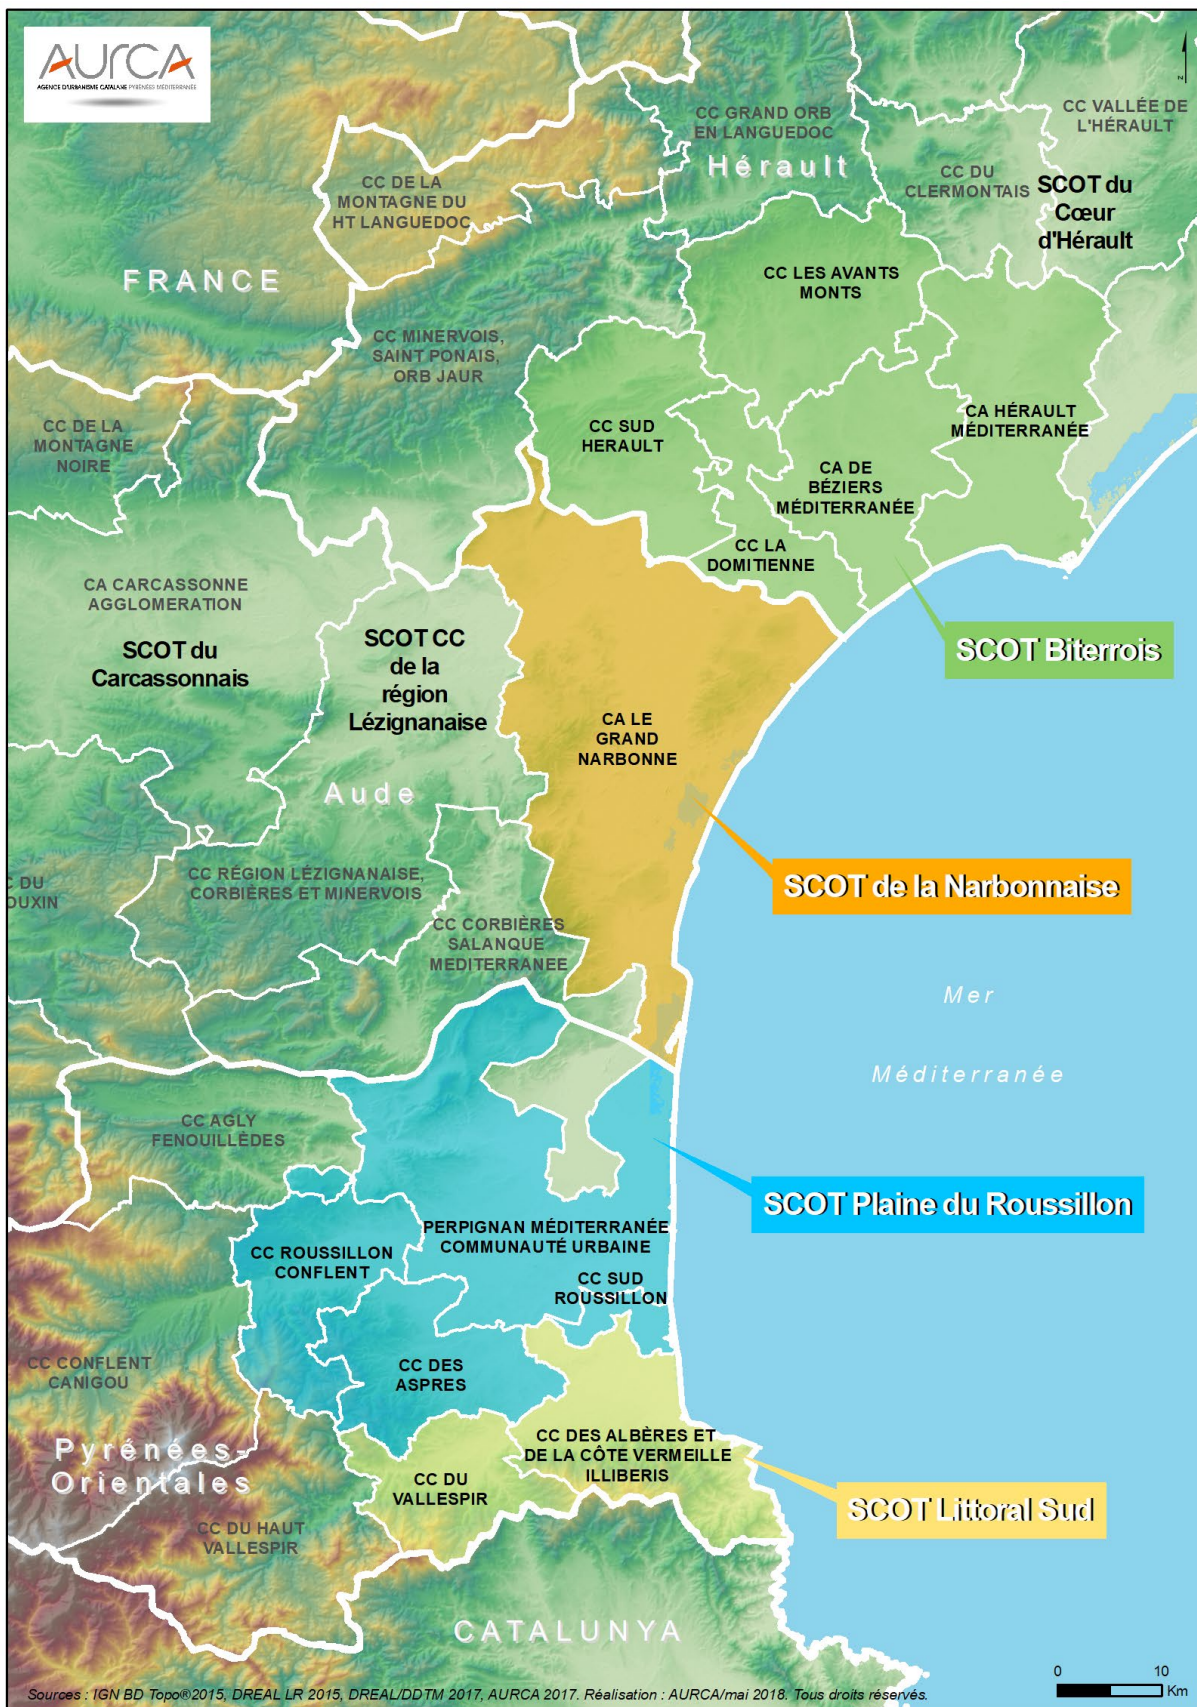 AURCA
AGENCE D'URBANISME CATALANE PYRÉNÉES MÉDITERRANÉE
N
CC GRAND ORB
EN LANGUEDOC
Hérault
CC VALLÉE DE
L'HÉRAULT
CC DU
CLERMONTAIS
SCOT du
Cœur
d'Hérault
CC DE LA
MONTAGNE DU
HT LANGUEDOC
FRANCE
CC LES AVANTS
MONTS
CC MINERVOIS,
SAINT PONAIS,
ORB JAUR
CC DE LA
MONTAGNE
NOIRE
CC SUD
HERAULT
CA HÉRAULT
MÉDITERRANÉE
CA DE
BÉZIERS
MÉDITERRANÉE
CC LA
DOMITIENNE
CA CARCASSONNE
AGGLOMERATION
SCOT du
Carcassonnais
SCOT CC
de la
région
Lézignanaise
SCOT Biterrois
CA LE
GRAND
NARBONNE
Aude
SCOT de la Narbonnaise
CC RÉGION LÉZIGNANAISE,
CORBIÈRES ET MINERVOIS
C DU
OUXIN
CC CORBIÈRES
SALANQUE
MEDITERRANEE
Mer
Méditerranée
CC AGLY
FENOUILLÈDES
SCOT Plaine du Roussillon
PERPIGNAN MÉDITERRANÉE
COMMUNAUTÉ URBAINE
CC ROUSSILLON
CONFLENT
CC SUD
ROUSSILLON
CC CONFLENT
CANIGOU
CC DES
ASPRES
Pyrénées-
Orientales
CC DES ALBÈRES ET
DE LA CÔTE VERMEILLE
ILLIBERIS
CC DU
VALLESPIR
SCOT Littoral Sud
CC DU HAUT
VALLESPIR
CATALUNYA
0 10
Km
Sources : IGN BD Topo®2015, DREAL LR 2015, DREAL/DDTM 2017, AURCA 2017. Réalisation : AURCA/mai 2018. Tous droits réservés.